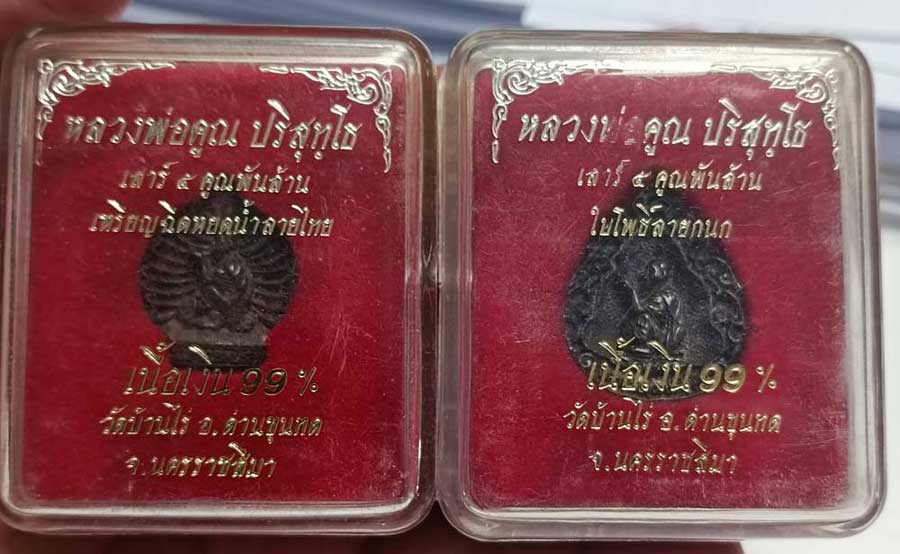 หลวงพ่อคูณ ปริสุทฺโธ
เสาร์ ๕ คูณพันล้าน
เหรียญฉีดหยดน้ำลายไทย
เนื้อเงิน 99 %
วัดบ้านไร่ อ.ด่านขุนทด
จ.นครราชสีมา
หลวงพ่อคูณ ปริสุทฺโธ
เสาร์ ๕ คูณพันล้าน
ใบโพธิ์ลายกนก
เนื้อเงิน 99 %
วัดบ้านไร่ อ.ด่านขุนทด
จ.นครราชสีมา